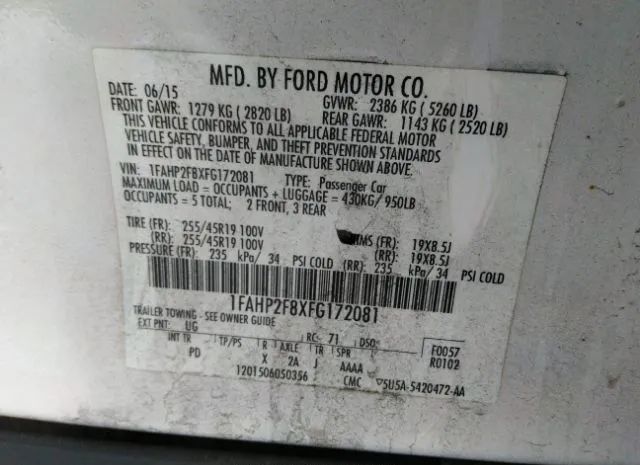 MFD. BY FORD MOTOR CO.
DATE: 06/15 GVWR: 2386 KG ( 5260 LB)
FRONT GAWR: 1279 KG ( 2820 LB) REAR GAWR: 1143 KG ( 2520 LB)
THIS VEHICLE CONFORMS TO ALL APPLICABLE FEDERAL MOTOR
VEHICLE SAFETY, BUMPER, AND THEFT PREVENTION STANDARDS
IN EFFECT ON THE DATE OF MANUFACTURE SHOWN ABOVE.
VIN: 1FAHP2F8XFG172081 TYPE: Passenger Car
MAXIMUM LOAD = OCCUPANTS + LUGGAGE = 430KG/ 950LB
OCCUPANTS = 5 TOTAL; 2 FRONT, 3 REAR
TIRE (FR): 255/45R19 100V RIMS (FR): 19X8.5J
(RR): 255/45R19 100V (RR): 19X8.5J
PRESSURE (FR): 235 kPa/ 34 PSI COLD (RR): 235 kPa/ 34 PSI COLD
1FAHP2F8XFG172081
TRAILER TOWING - SEE OWNER GUIDE
EXT PNT: UG RC: 71 DSO: F0057
INT TR TP/PS R AXLE TR SPR R0102
PD X 2A J AAAA
1201506050356 CMC 5U5A-5420472-AA